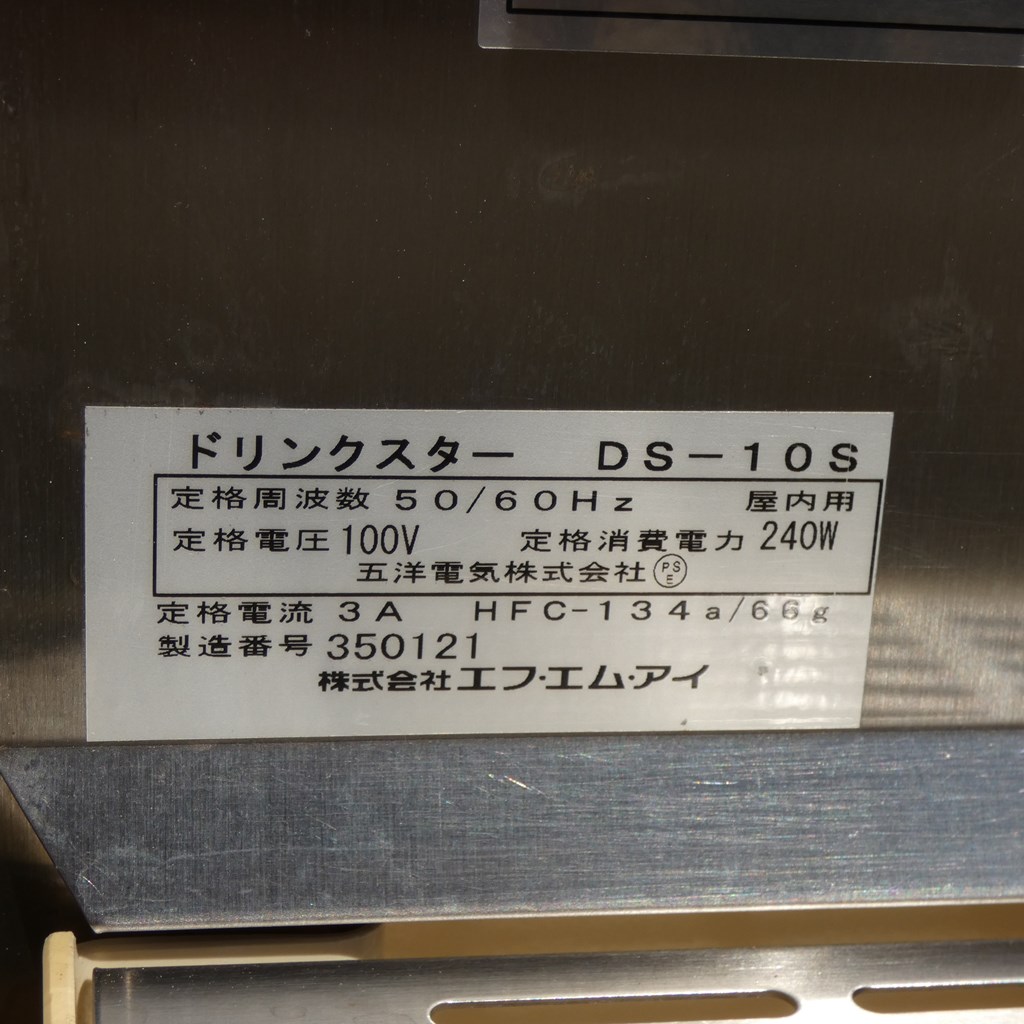 ドリンクスター DS-10S
定格周波数 50/60Hz 屋内用
定格電圧 100V 定格消費電力 240W
五洋電気株式会社 PSE
定格電流 3A HFC-134a/66g
製造番号 350121
株式会社エフ・エム・アイ